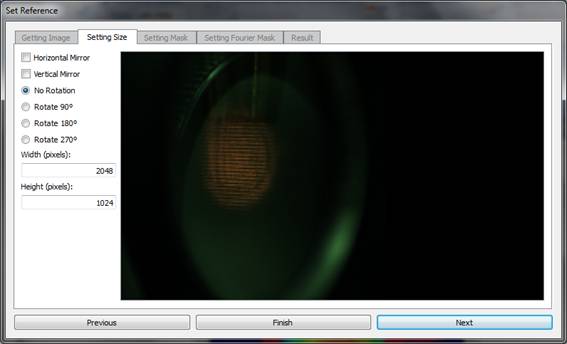 Set Reference
Getting Image Setting Size Setting Mask Setting Fourier Mask Result
Horizontal Mirror
Vertical Mirror
No Rotation
Rotate 90º
Rotate 180º
Rotate 270º
Width (pixels):
2048
Height (pixels):
1024
Previous Finish Next